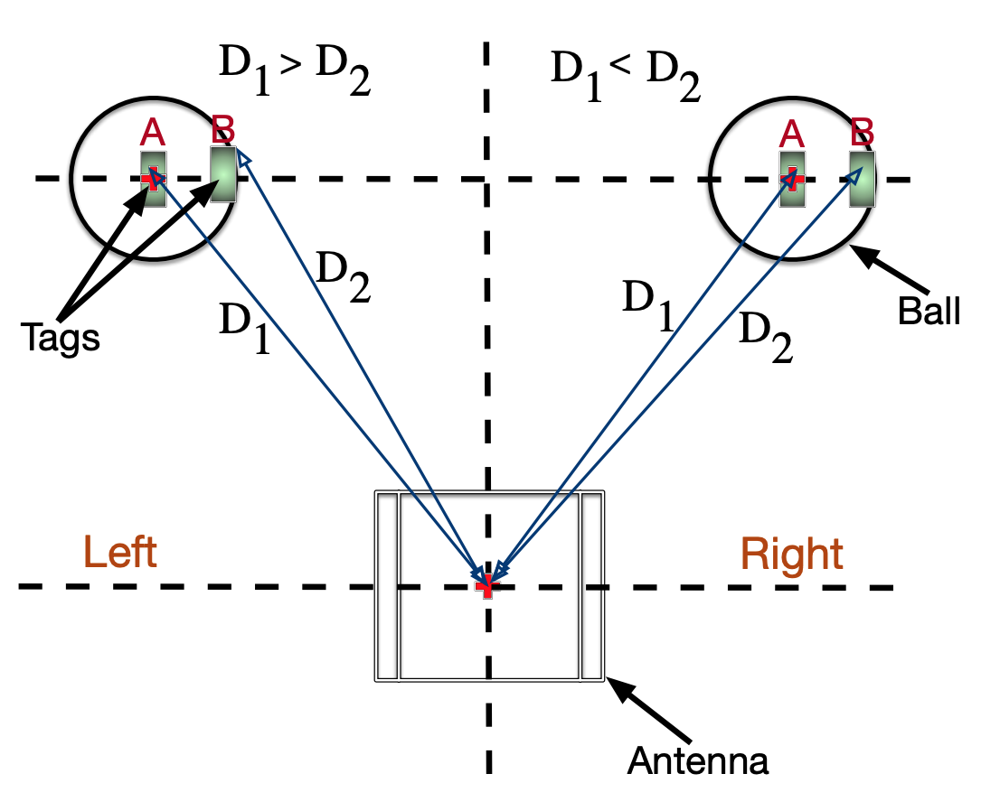 D₁ > D₂
D₁ < D₂
A
B
A
B
D₂
D₁
D₁
D₂
Ball
Tags
Left
Right
Antenna